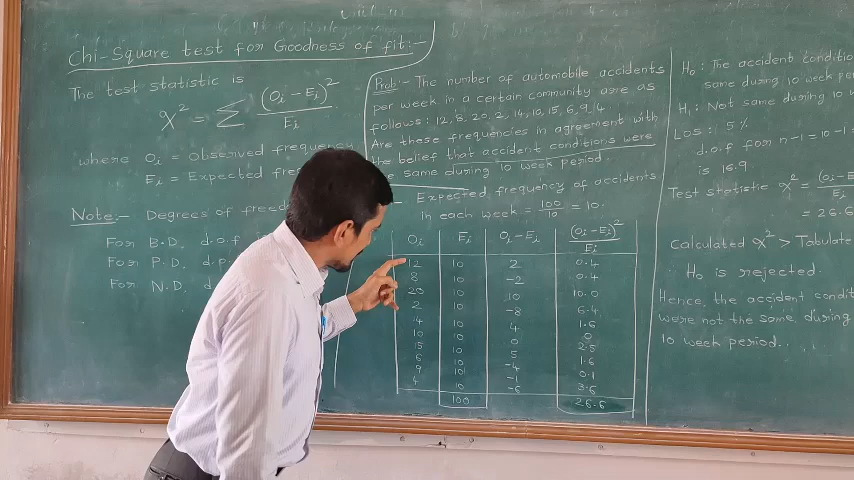 Chi-Square test for Goodness of fit:-
The test statistic is
χ² = Σ (Oi - Ei)² / Ei
where Oi = Observed frequency
Ei = Expected
Note:- Degrees of
For B.D. d.o.f
For P.D. d.
For N.D. d.
Prob:- The number of automobile accidents
per week in a certain community are as
follows: 12, 8, 20, 2, 14, 10, 15, 6, 9, 4.
Are these frequencies in agreement with
the belief that accident conditions were
the same during 10 week period.
Expected frequency of accidents
in each week = 100/10 = 10.
Oi Ei Oi - Ei (Oi - Ei)² / Ei
12 10 2 0.4
8 10 -2 0.4
20 10 10 10.0
2 10 -8 6.4
10 4 1.6
10 10 0 0
15 10 5 2.5
6 10 -4 1.6
9 10 -1 0.1
4 10 -6 3.6
100 26.6
H₀: The accident
same during 10 week
H₁: Not same during 10
LOS: 5%
d.o.f for n-1 = 10-1 =
is 16.9.
Test statistic χ² =
= 26.6
Calculated χ² >
H₀ is rejected.
Hence, the accident
were not the same during
10 week period.